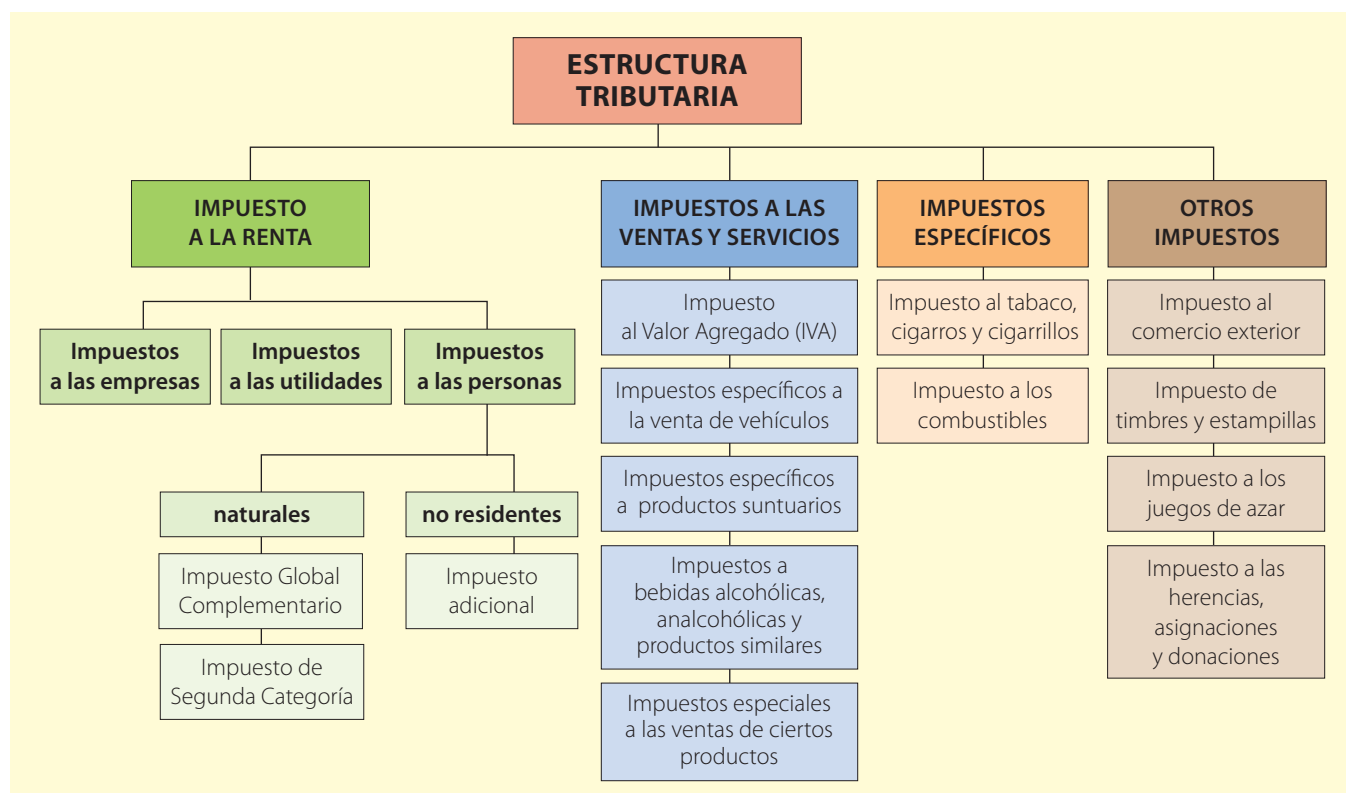 ESTRUCTURA
TRIBUTARIA
IMPUESTO
A LA RENTA
Impuestos
a las empresas
Impuestos
a las utilidades
Impuestos
a las personas
naturales
Impuesto Global
Complementario
Impuesto de
Segunda Categoría
no residentes
Impuesto
adicional
IMPUESTOS A LAS
VENTAS Y SERVICIOS
Impuesto
al Valor Agregado (IVA)
Impuestos específicos a
la venta de vehículos
Impuestos específicos
a productos suntuarios
Impuestos a
bebidas alcohólicas,
analcohólicas y
productos similares
Impuestos especiales
a las ventas de ciertos
productos
IMPUESTOS
ESPECÍFICOS
Impuesto al tabaco,
cigarros y cigarrillos
Impuesto a los
combustibles
OTROS
IMPUESTOS
Impuesto al
comercio exterior
Impuesto de
timbres y estampillas
Impuesto a los
juegos de azar
Impuesto a las
herencias,
asignaciones
y donaciones